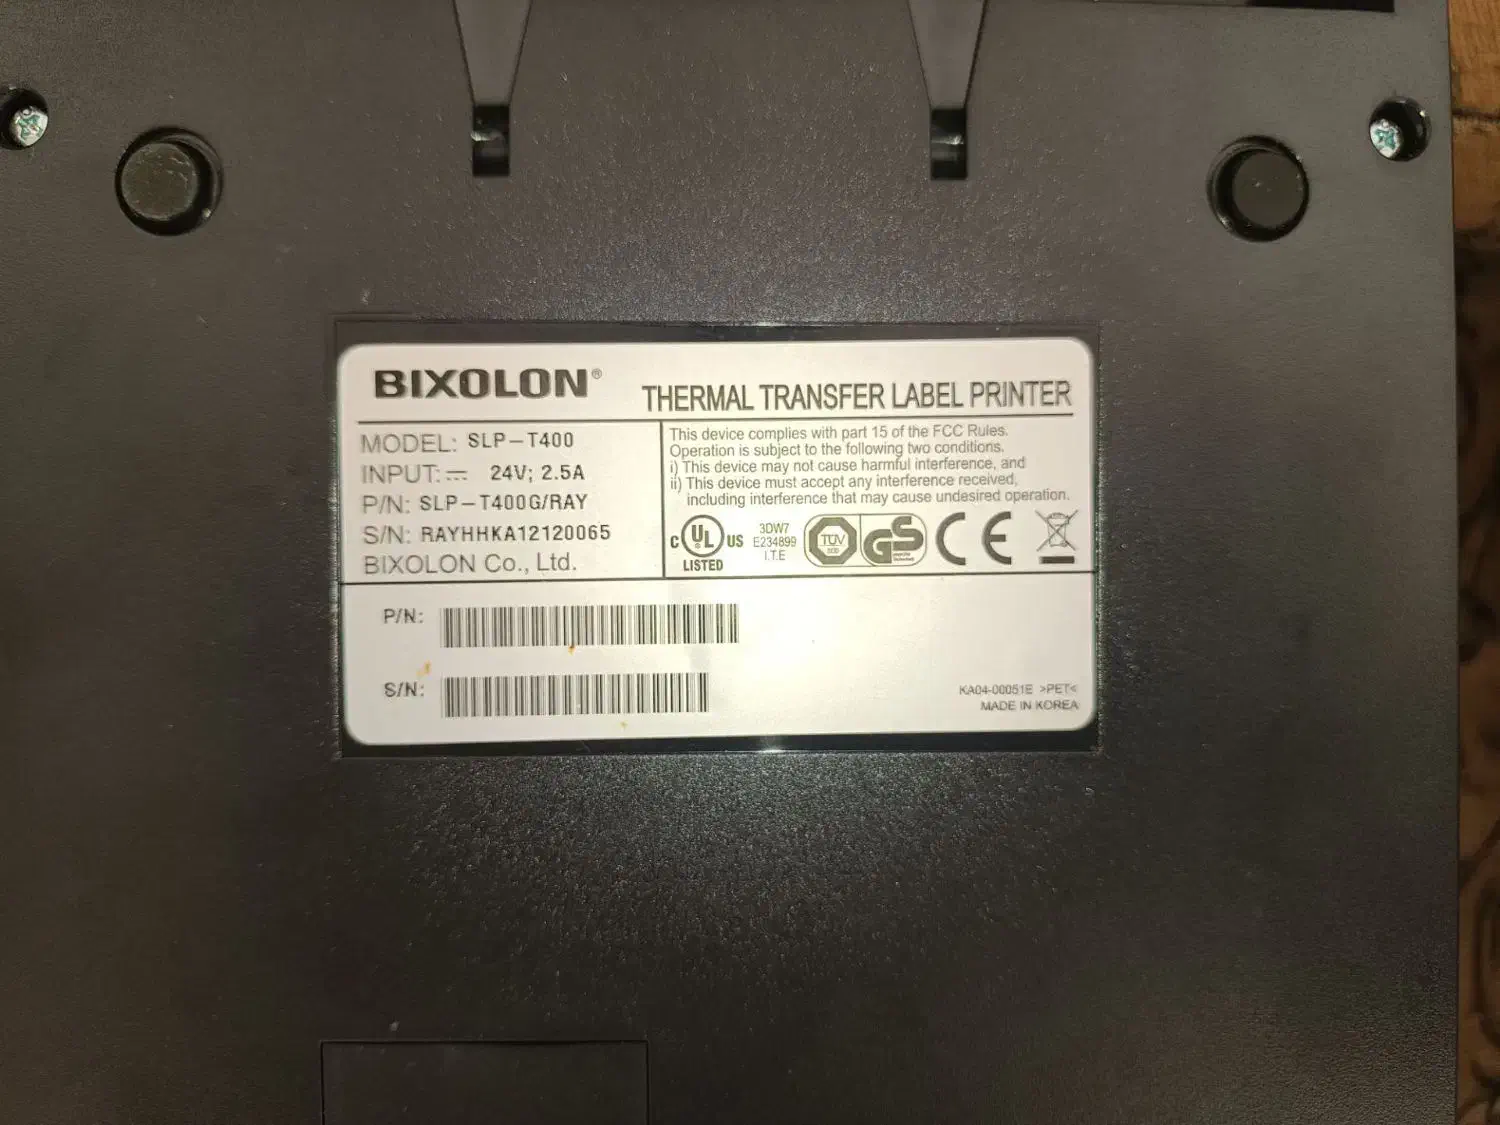 BIXOLON®
THERMAL TRANSFER LABEL PRINTER
MODEL: SLP-T400
INPUT: ⎓ 24V; 2.5A
P/N: SLP-T400G/RAY
S/N: RAYHHKA12120065
BIXOLON Co., Ltd.
This device complies with part 15 of the FCC Rules.
Operation is subject to the following two conditions.
i) This device may not cause harmful interference, and
ii) This device must accept any interference received,
including interference that may cause undesired operation.
C UL US
LISTED
3DW7
E234899
I.T.E
TÜV
GS
CE
P/N:
S/N:
KA04-00051E >PET<
MADE IN KOREA